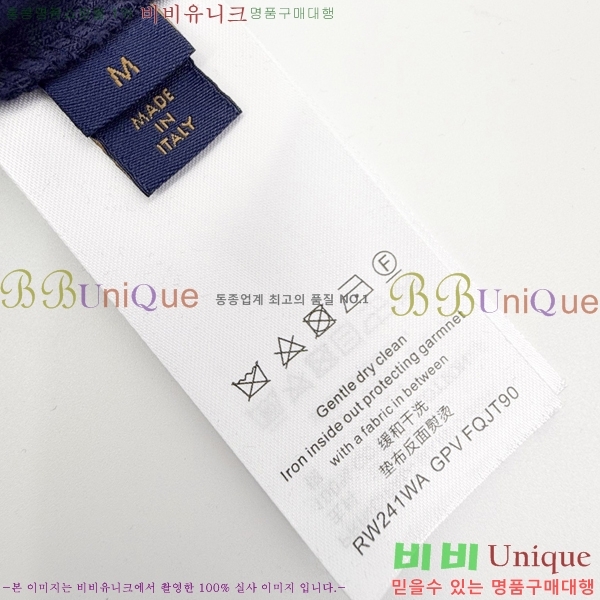 비비유니크명품구매대행
M
MADE
IN
ITALY
BBUniQue 동종업계 최고의 품질 NO.1 BBUniQue
F
Gentle dry clean
Iron inside out protecting garmnet
with a fabric in between
缓和干洗
垫布反面熨烫
RW241WA GPV FQJT90
비비 Unique
믿을수 있는 명품구매대행
-본 이미지는 비비유니크에서 촬영한 100% 실사 이미지 입니다.-